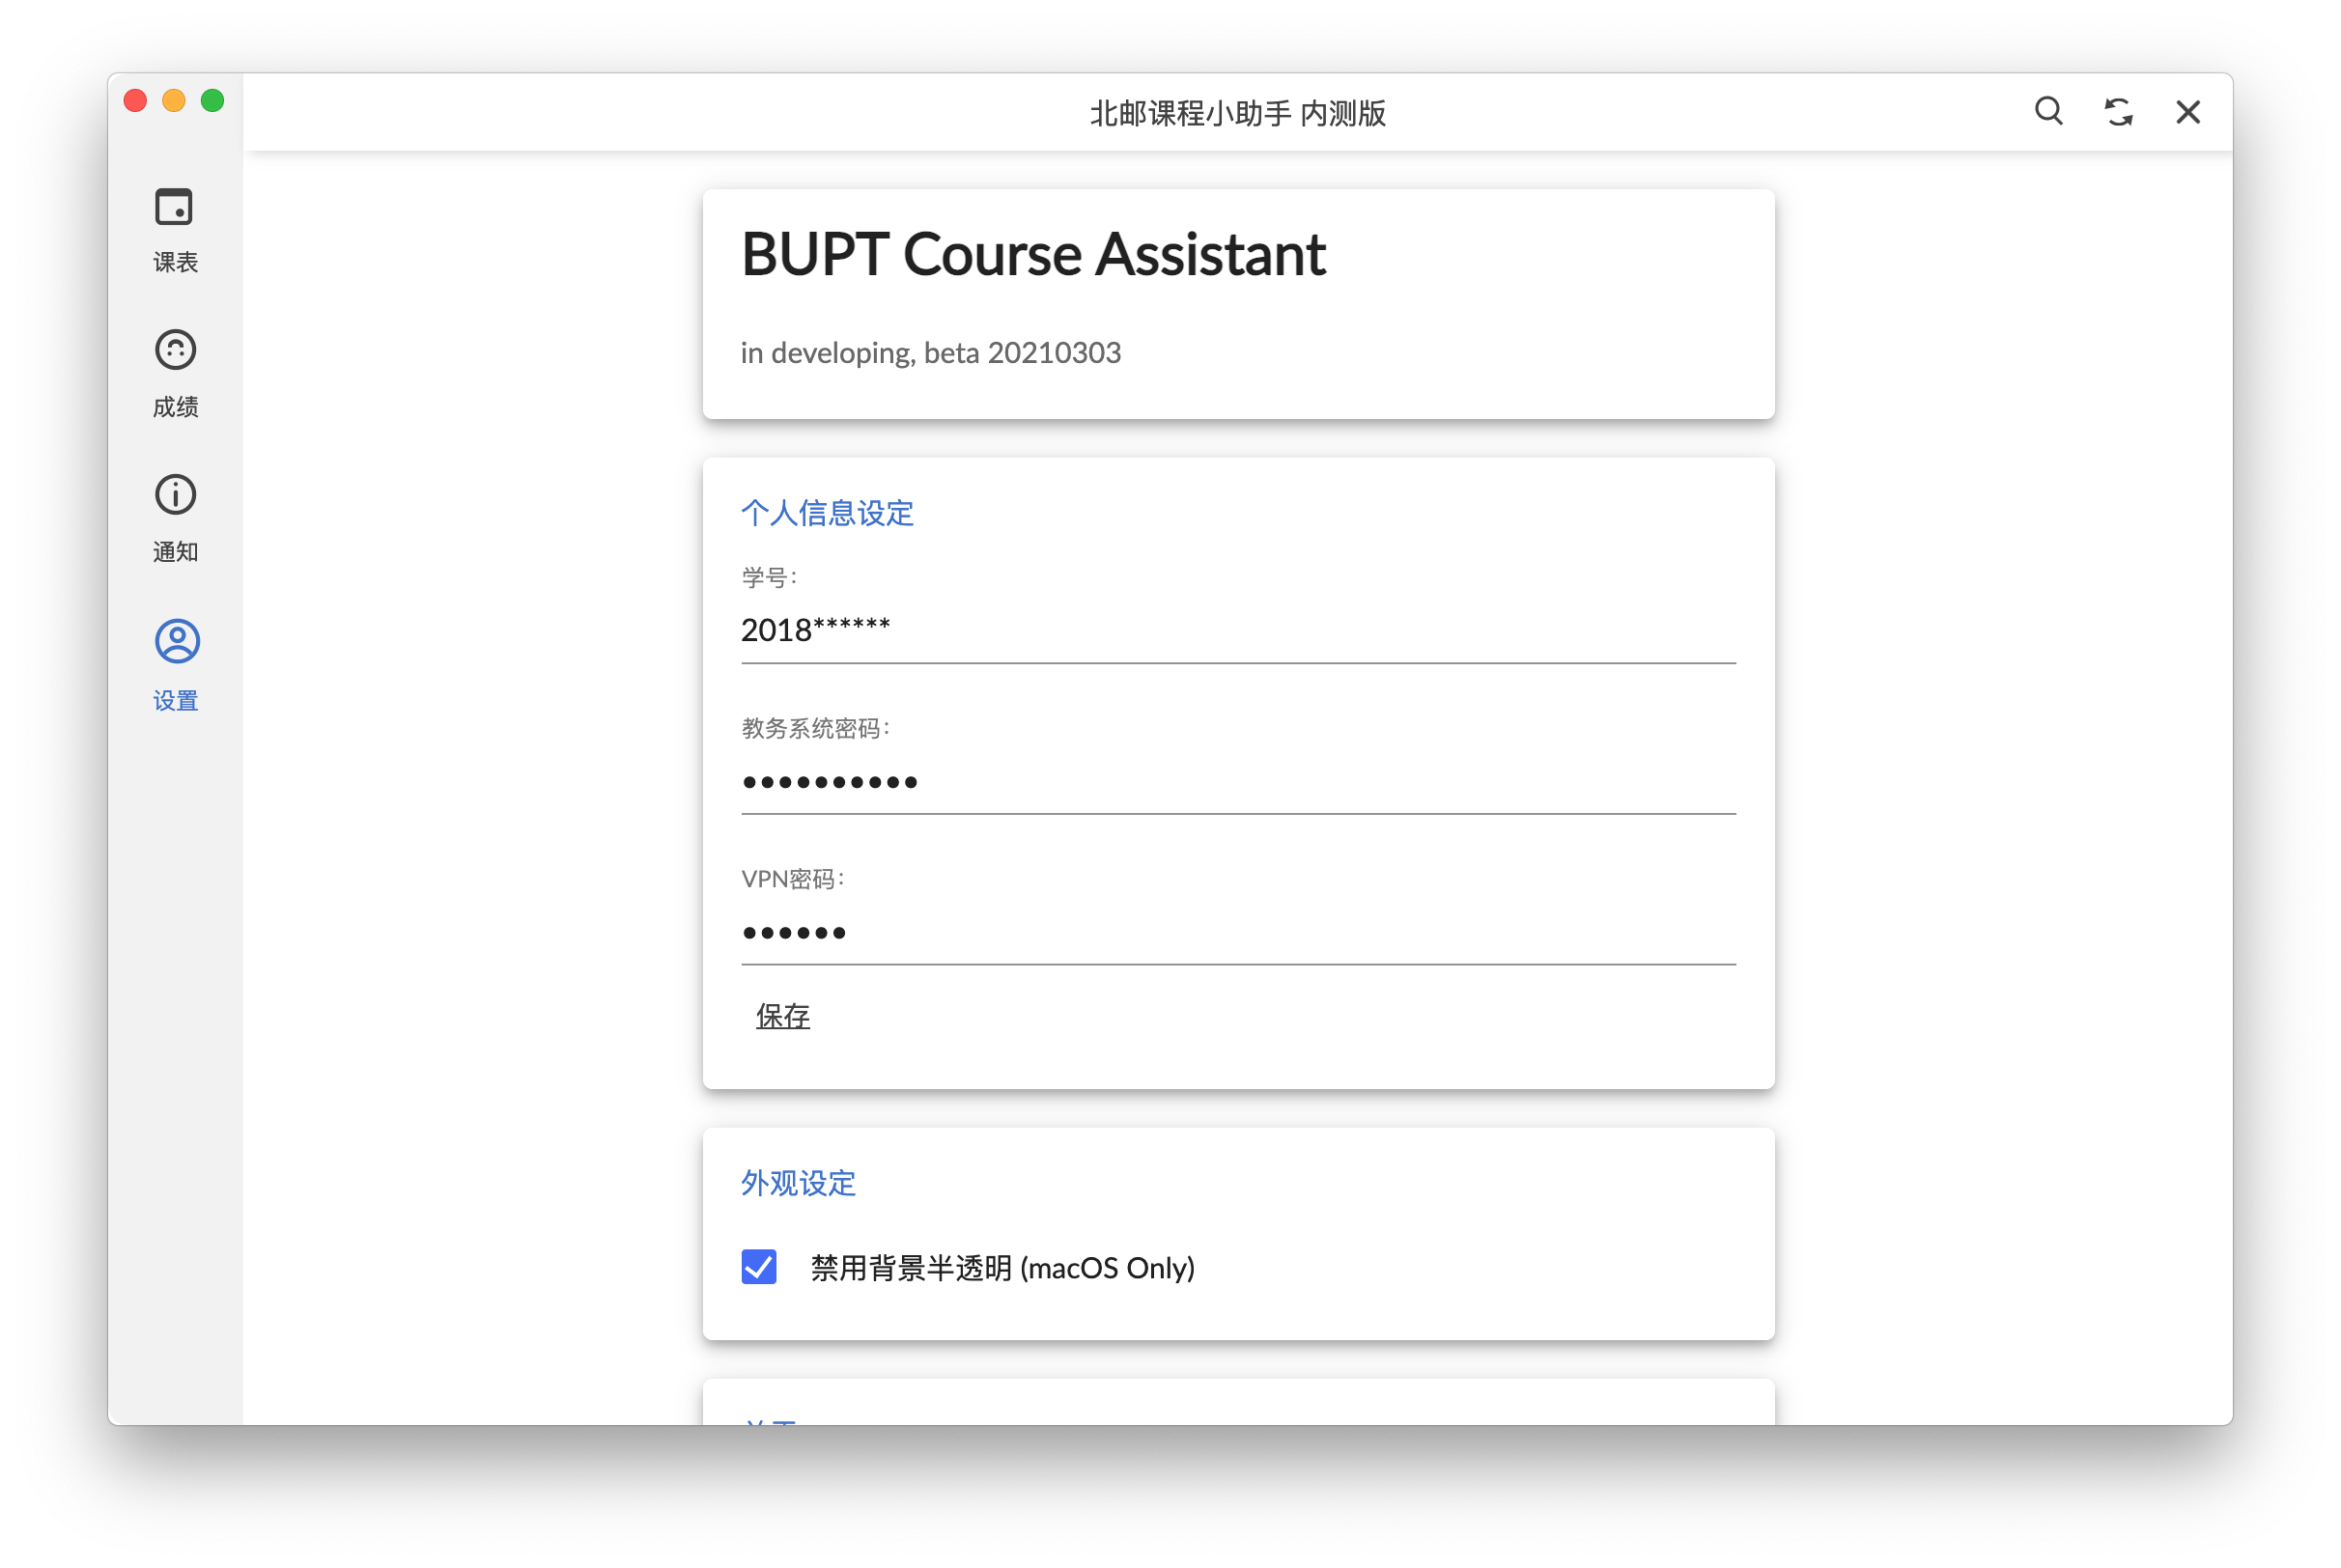 北邮课程小助手 内测版
课表
成绩
通知
设置
BUPT Course Assistant
in developing, beta 20210303
个人信息设定
学号：
2018******
教务系统密码：
••••••••••
VPN密码：
••••••
保存
外观设定
禁用背景半透明 (macOS Only)